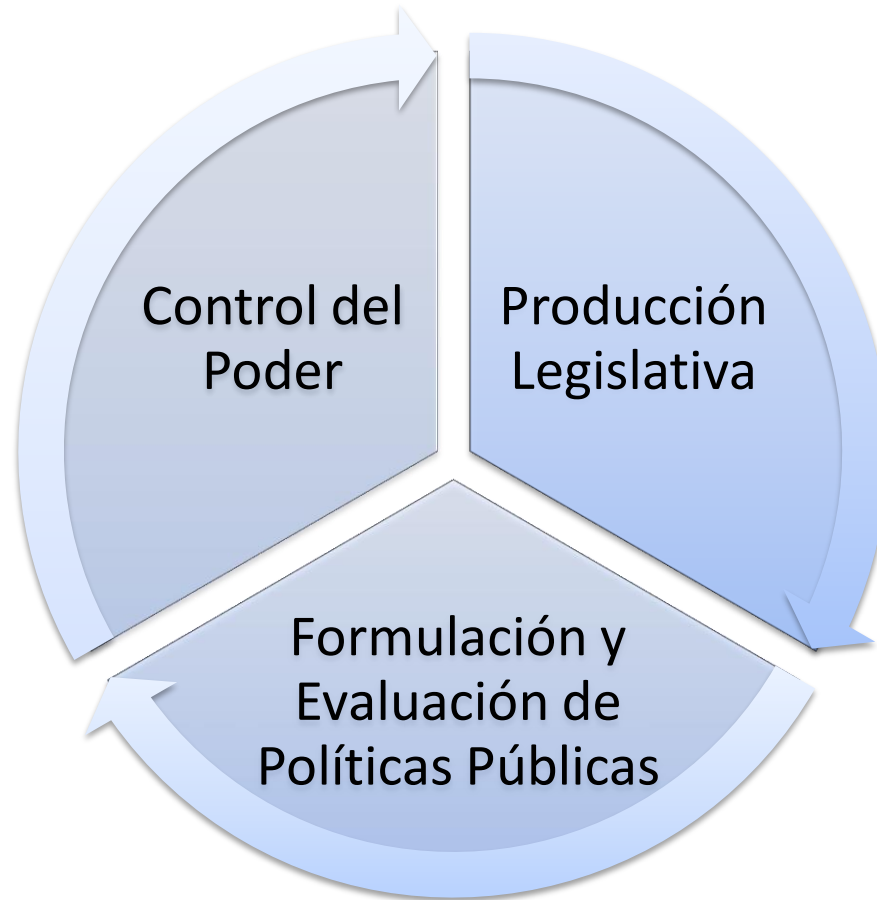 Control del
Poder
Producción
Legislativa
Formulación y
Evaluación de
Políticas Públicas